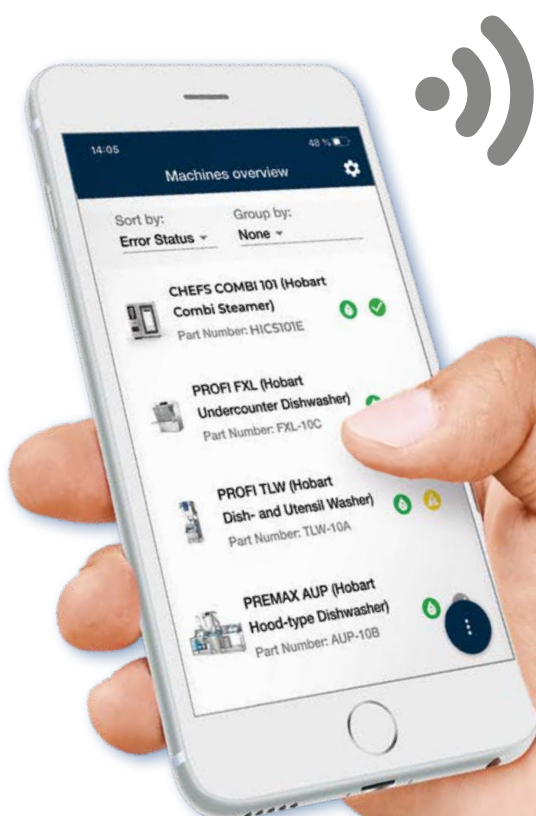 14:05
48 %
Machines overview
Sort by:
Group by:
Error Status
None
CHEFS COMBI 101 (Hobart
Combi Steamer)
Part Number: HICS101E
PROFI FXL (Hobart
Undercounter Dishwasher)
Part Number: FXL-10C
PROFI TLW (Hobart
Dish- and Utensil Washer)
Part Number: TLW-10A
PREMAX AUP (Hobart
Hood-type Dishwasher)
Part Number: AUP-10B